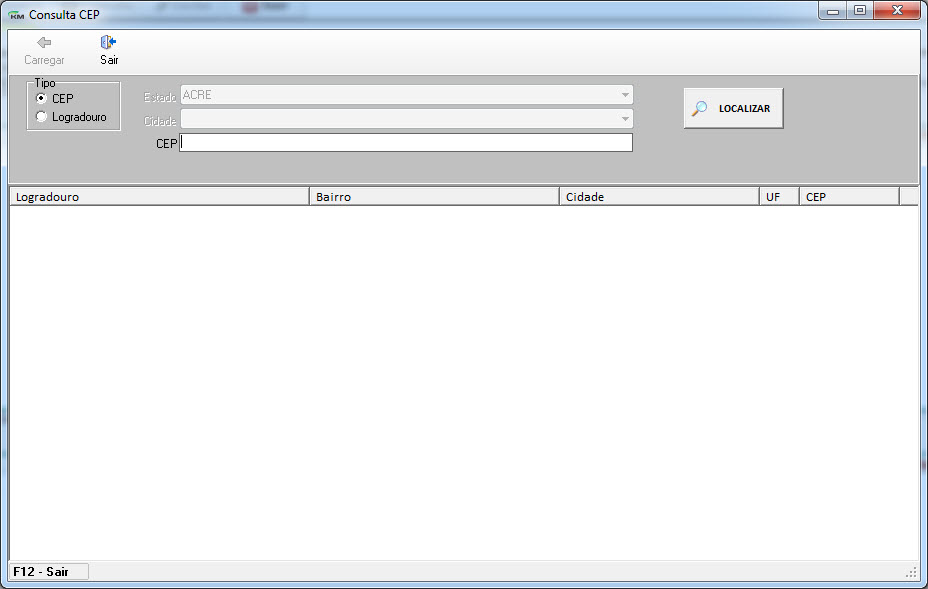 KM Consulta CEP
Carregar Sair
Tipo
CEP
Logradouro
Estado ACRE
Cidade
CEP
LOCALIZAR
Logradouro Bairro Cidade UF CEP
F12 - Sair